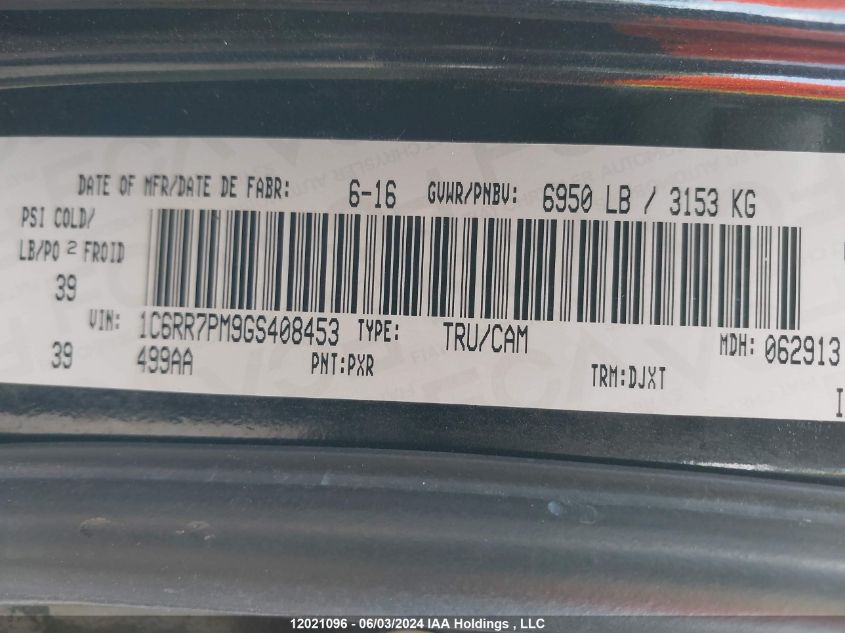 DATE OF MFR/DATE DE FABR: 6-16 GVWR/PNBV: 6950 LB / 3153 KG
PSI COLD/
LB/PO 2 FROID
39
VIN: 1C6RR7PM9GS408453 TYPE: TRU/CAM MDH: 062913
39 499AA PNT:PXR TRM:DJXT
12021096 - 06/03/2024 IAA Holdings , LLC